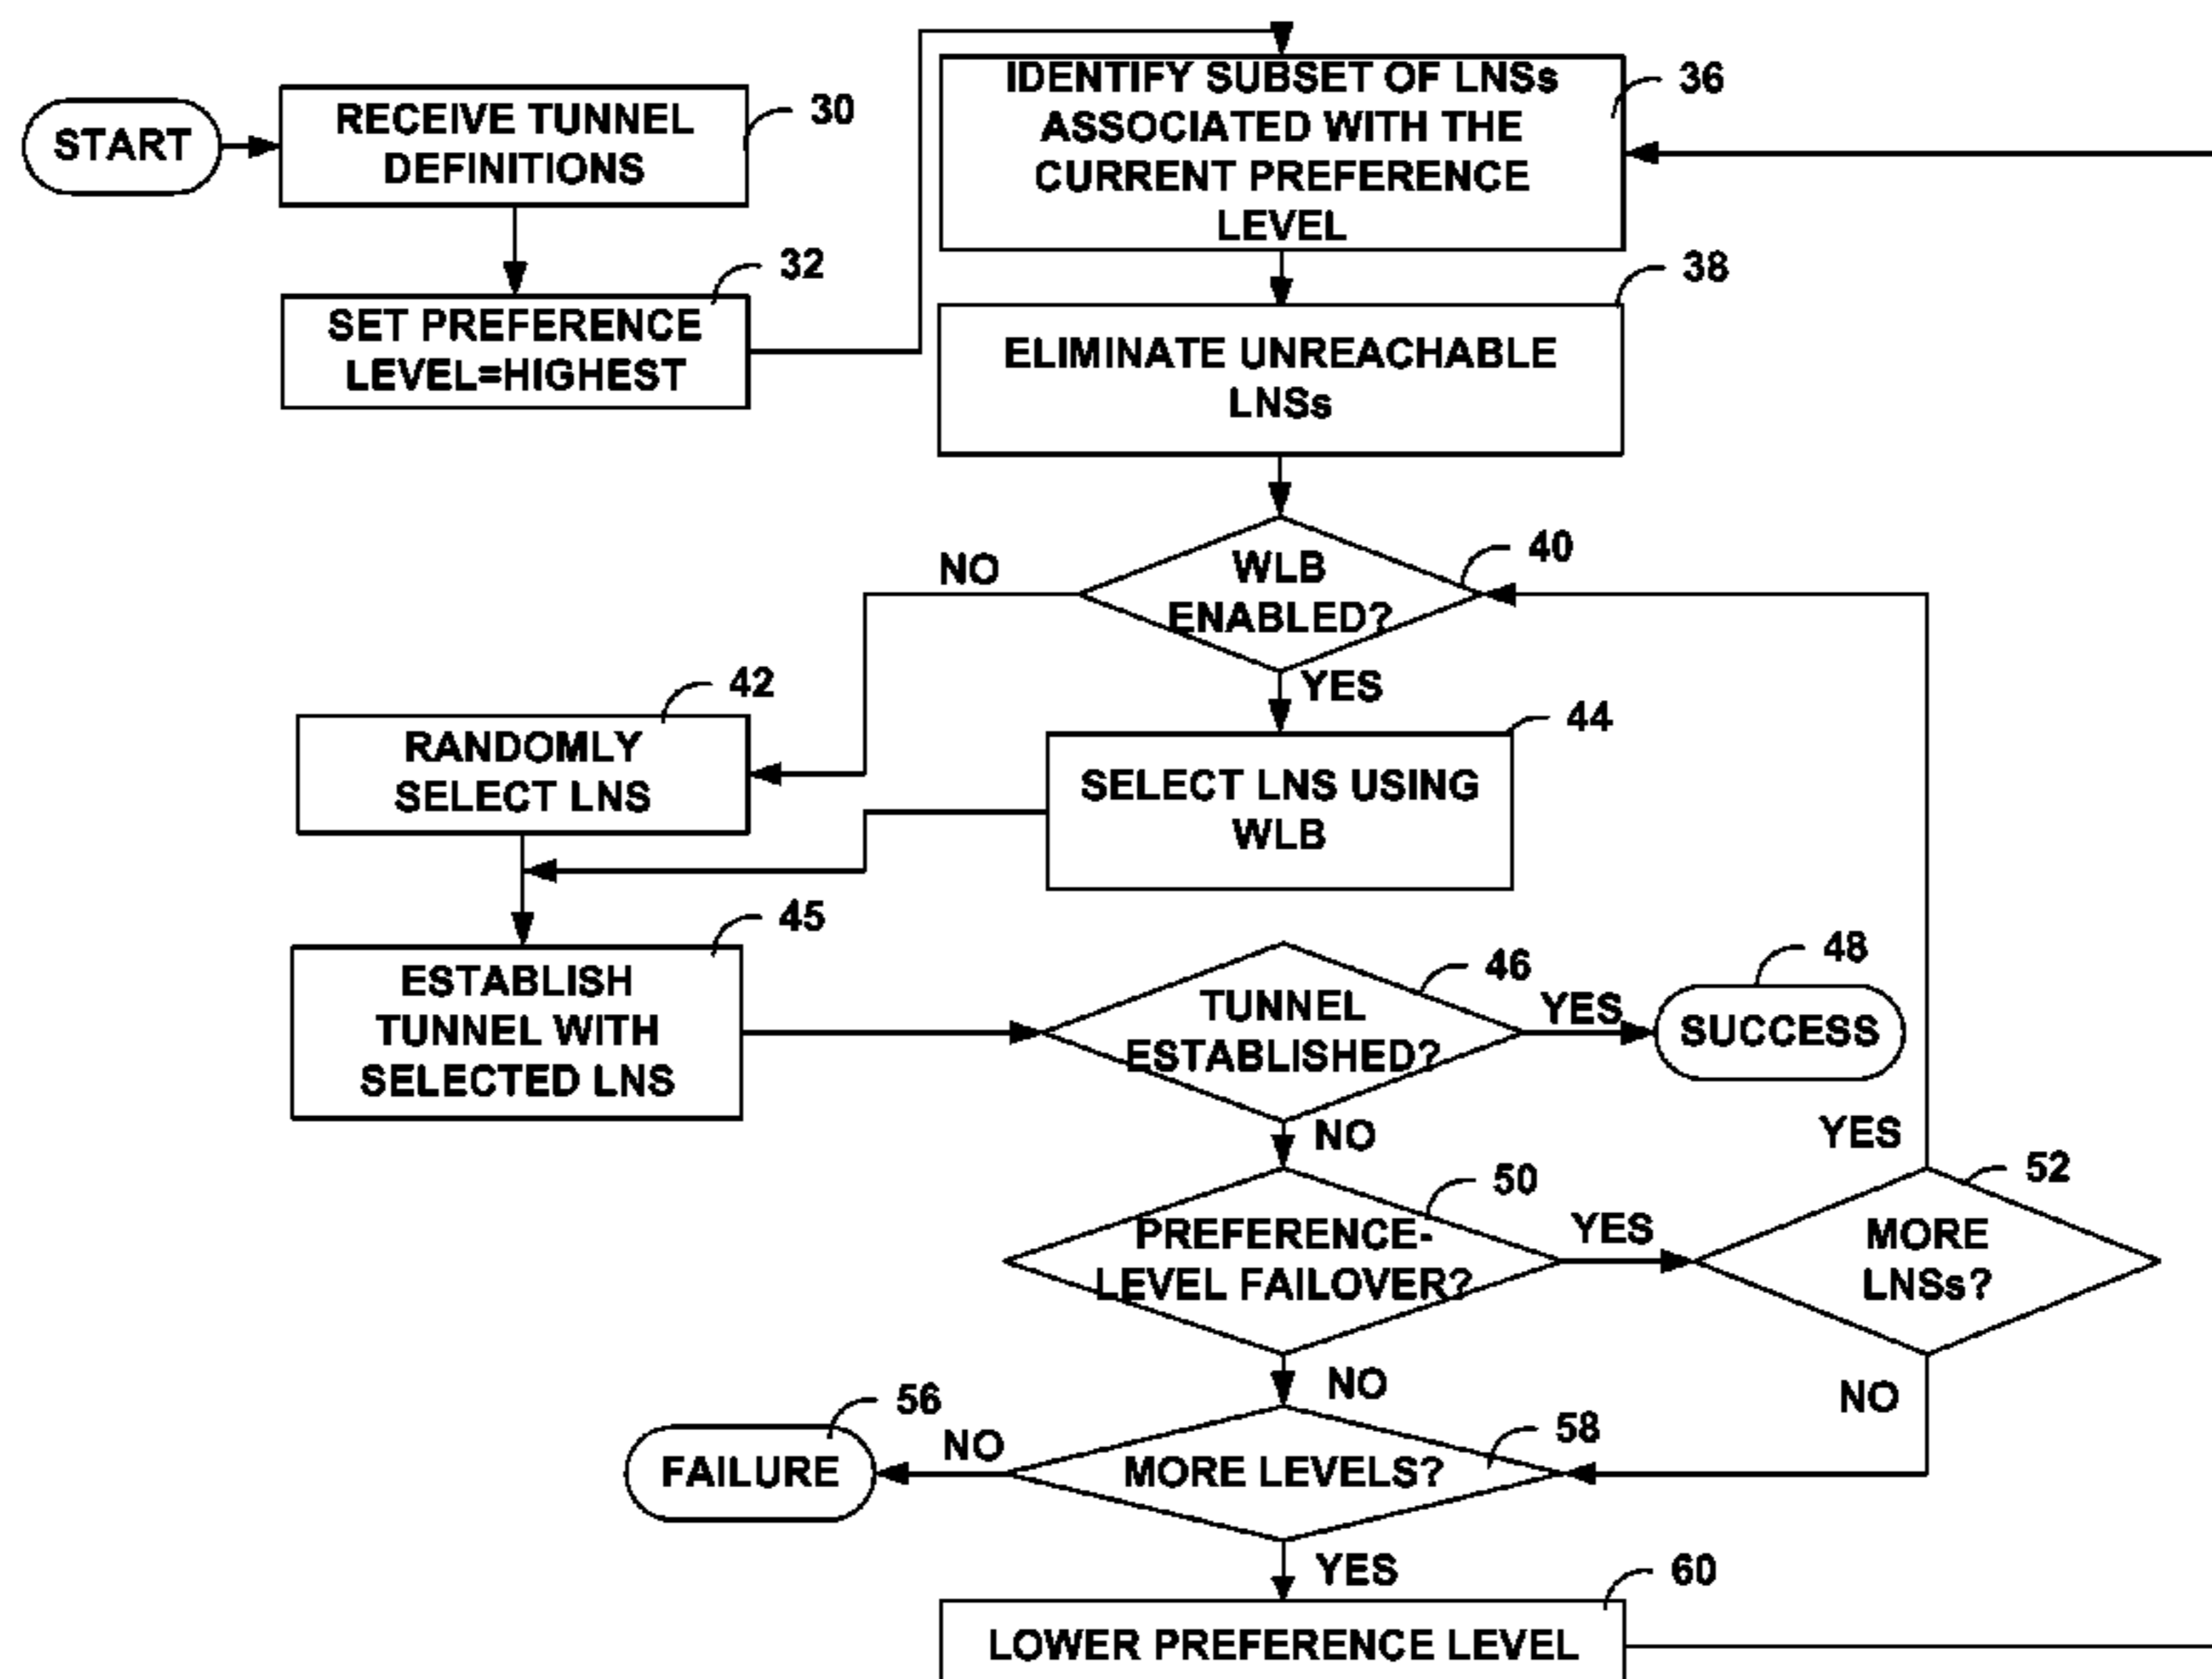 START
RECEIVE TUNNEL
DEFINITIONS
30
SET PREFERENCE
LEVEL=HIGHEST
32
IDENTIFY SUBSET OF LNSs
ASSOCIATED WITH THE
CURRENT PREFERENCE
LEVEL
36
ELIMINATE UNREACHABLE
LNSs
38
WLB
ENABLED?
40
NO
YES
RANDOMLY
SELECT LNS
42
SELECT LNS USING
WLB
44
ESTABLISH
TUNNEL WITH
SELECTED LNS
45
TUNNEL
ESTABLISHED?
46
YES
SUCCESS
48
NO
PREFERENCE-
LEVEL FAILOVER?
50
YES
MORE
LNSs?
52
YES
NO
NO
MORE LEVELS?
58
NO
FAILURE
56
YES
LOWER PREFERENCE LEVEL
60